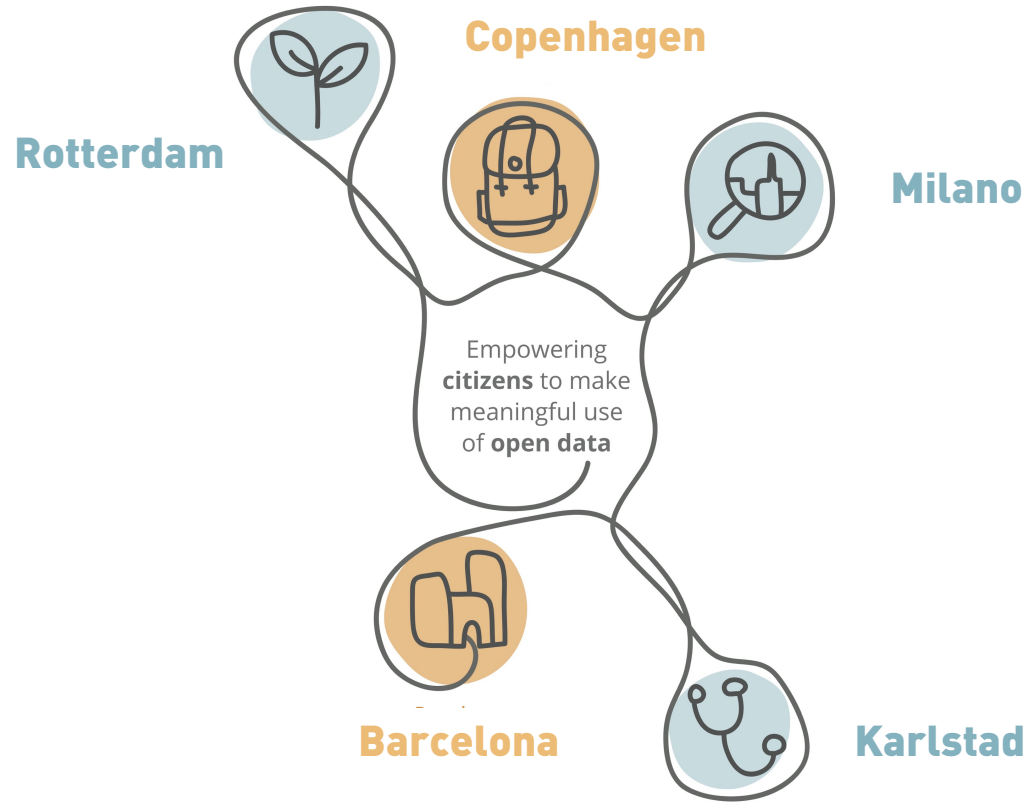 Copenhagen
Rotterdam
Milano
Empowering
citizens to make
meaningful use
of open data
Barcelona
Karlstad